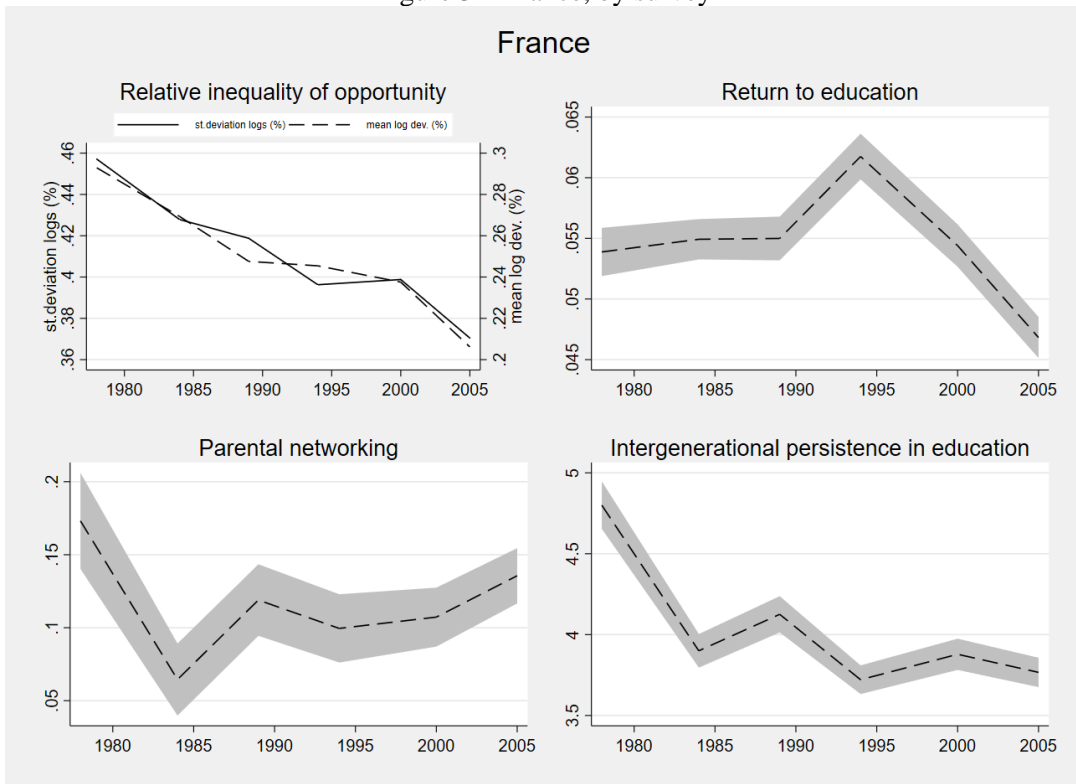 France
Relative inequality of opportunity
st.deviation logs (%) mean log dev. (%)
st.deviation logs (%)
.46
.44
.42
.4
.38
.36
mean log dev. (%)
.3
.28
.26
.24
.22
.2
1980 1985 1990 1995 2000 2005
Return to education
.065
.06
.055
.05
.045
1980 1985 1990 1995 2000 2005
Parental networking
.2
.15
.1
.05
1980 1985 1990 1995 2000 2005
Intergenerational persistence in education
5
4.5
4
3.5
1980 1985 1990 1995 2000 2005